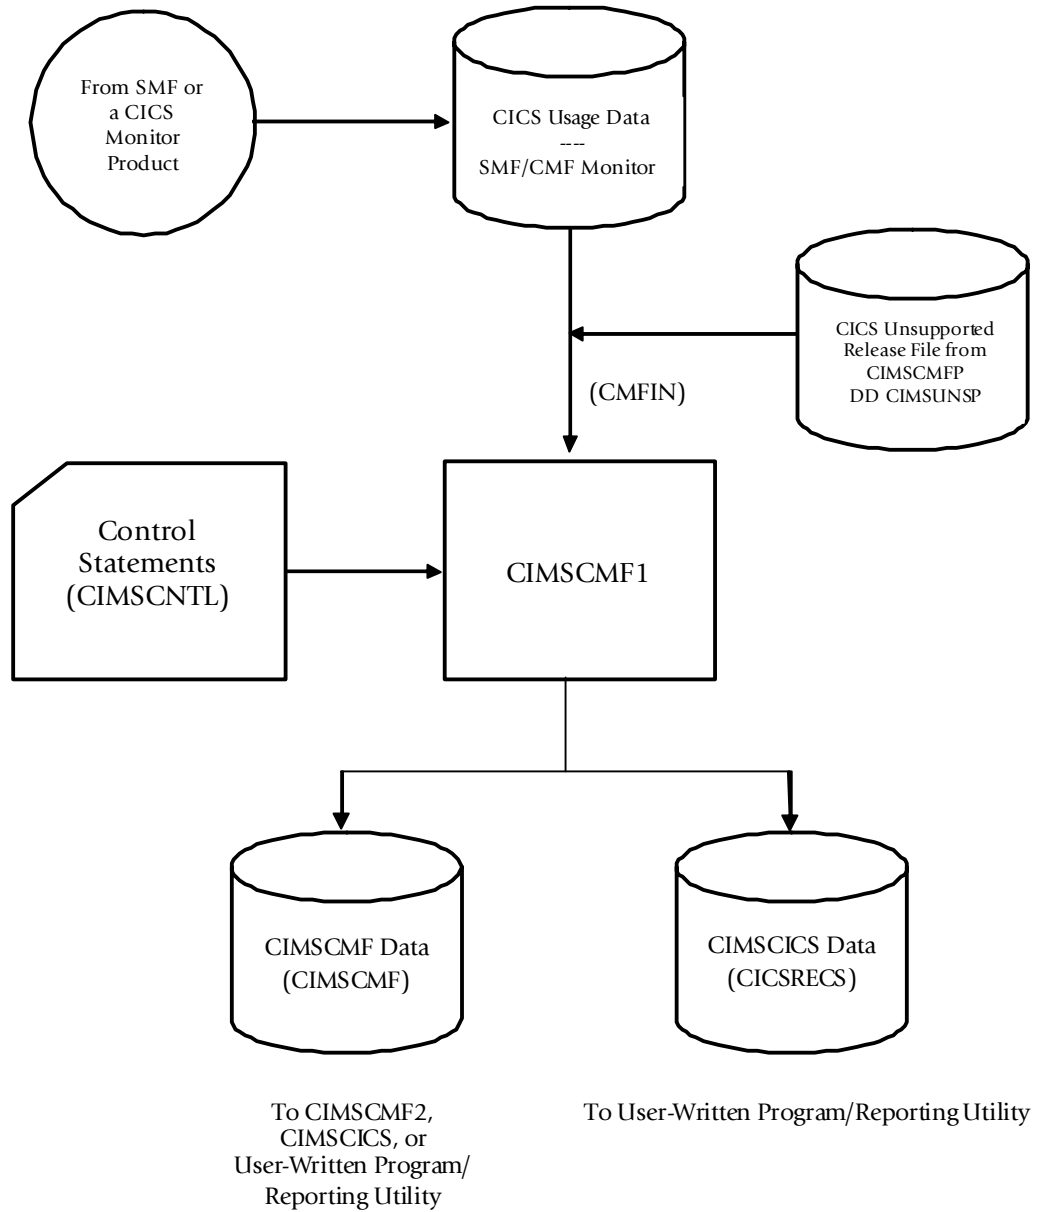 From SMF or
a CICS
Monitor
Product
CICS Usage Data
----
SMF/CMF Monitor
CICS Unsupported
Release File from
CIMSCMFP
DD CIMSUNSP
(CMFIN)
Control
Statements
(CIMSCNTL)
CIMSCMF1
CIMSCMF Data
(CIMSCMF)
CIMSCICS Data
(CICSRECS)
To CIMSCMF2,
CIMSCICS, or
User-Written Program/
Reporting Utility
To User-Written Program/Reporting Utility